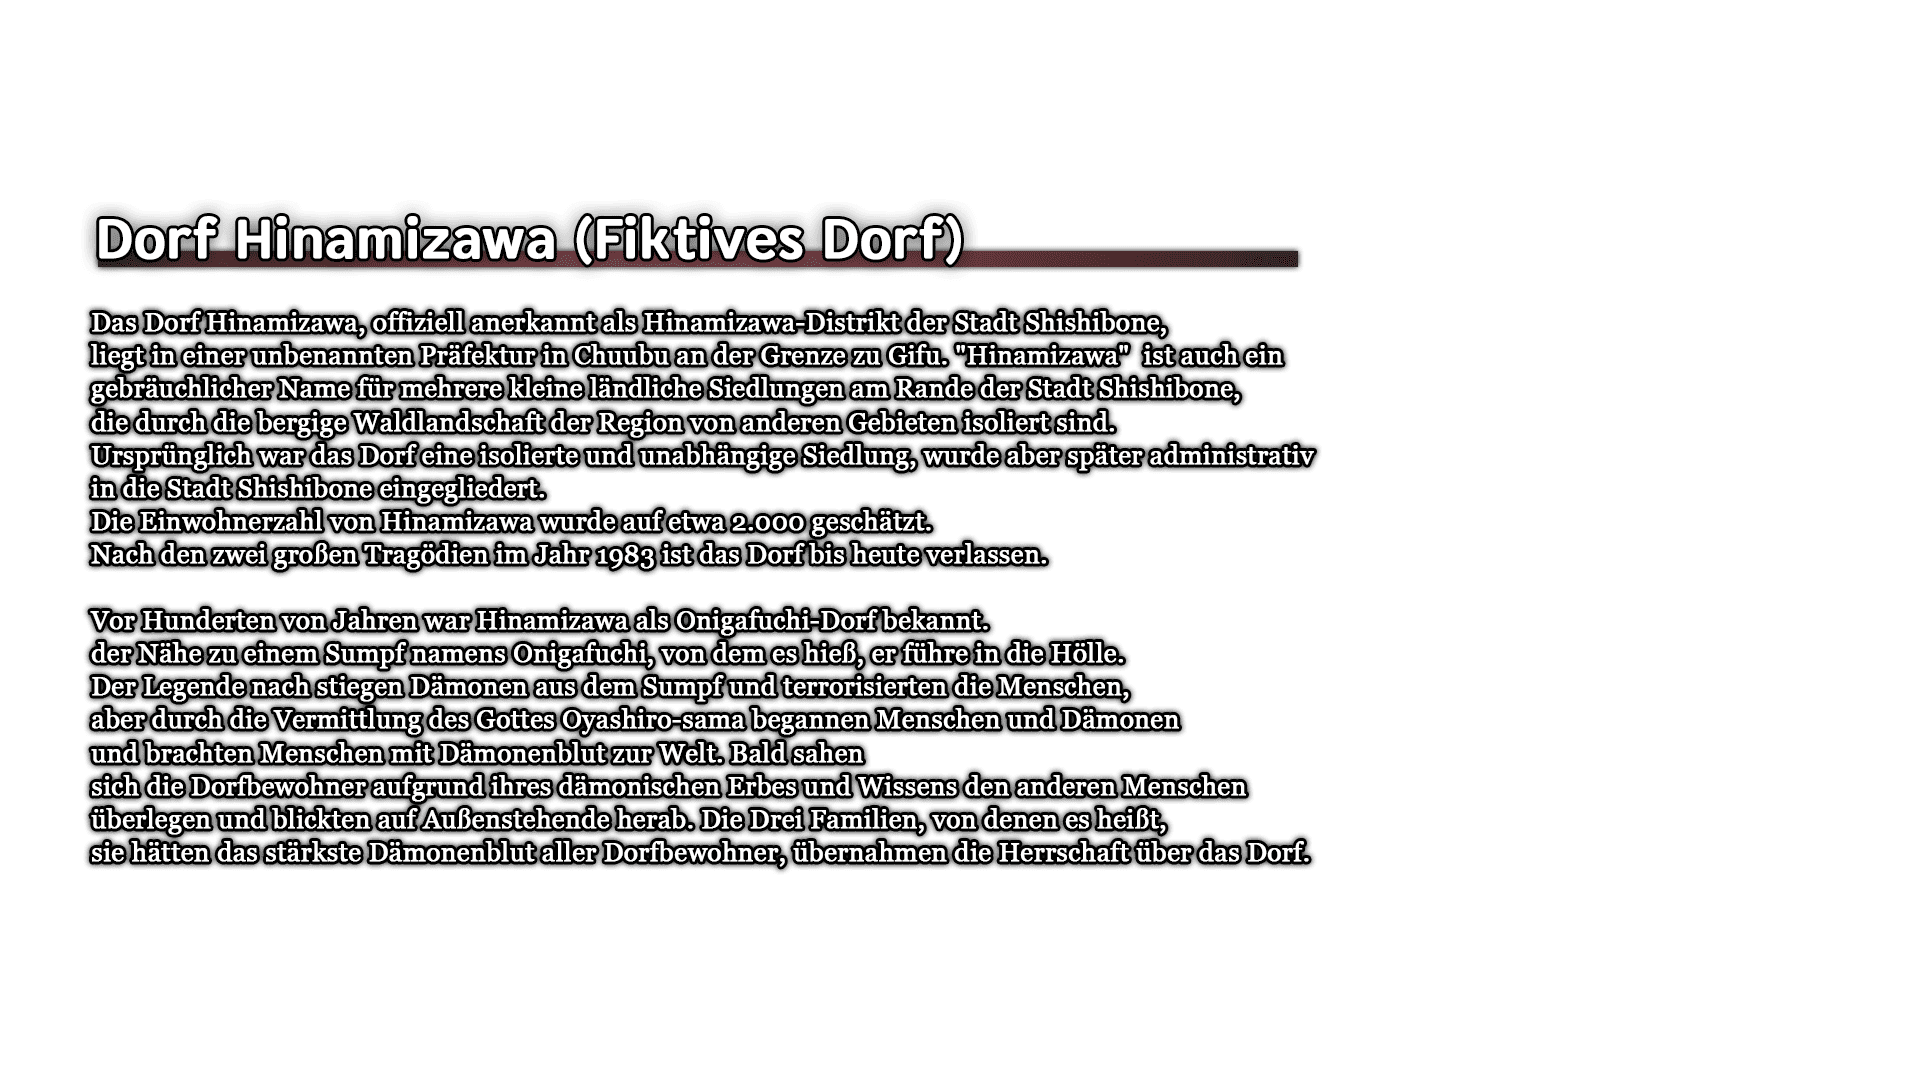 Dorf Hinamizawa (Fiktives Dorf)
Das Dorf Hinamizawa, offiziell anerkannt als Hinamizawa-Distrikt der Stadt Shishibone,
liegt in einer unbenannten Präfektur in Chuubu an der Grenze zu Gifu. "Hinamizawa"  ist auch ein
gebräuchlicher Name für mehrere kleine ländliche Siedlungen am Rande der Stadt Shishibone,
die durch die bergige Waldlandschaft der Region von anderen Gebieten isoliert sind.
Ursprünglich war das Dorf eine isolierte und unabhängige Siedlung, wurde aber später administrativ
in die Stadt Shishibone eingegliedert.
Die Einwohnerzahl von Hinamizawa wurde auf etwa 2.000 geschätzt.
Nach den zwei großen Tragödien im Jahr 1983 ist das Dorf bis heute verlassen.
Vor Hunderten von Jahren war Hinamizawa als Onigafuchi-Dorf bekannt.
der Nähe zu einem Sumpf namens Onigafuchi, von dem es hieß, er führe in die Hölle.
Der Legende nach stiegen Dämonen aus dem Sumpf und terrorisierten die Menschen,
aber durch die Vermittlung des Gottes Oyashiro-sama begannen Menschen und Dämonen
und brachten Menschen mit Dämonenblut zur Welt. Bald sahen
sich die Dorfbewohner aufgrund ihres dämonischen Erbes und Wissens den anderen Menschen
überlegen und blickten auf Außenstehende herab. Die Drei Familien, von denen es heißt,
sie hätten das stärkste Dämonenblut aller Dorfbewohner, übernahmen die Herrschaft über das Dorf.